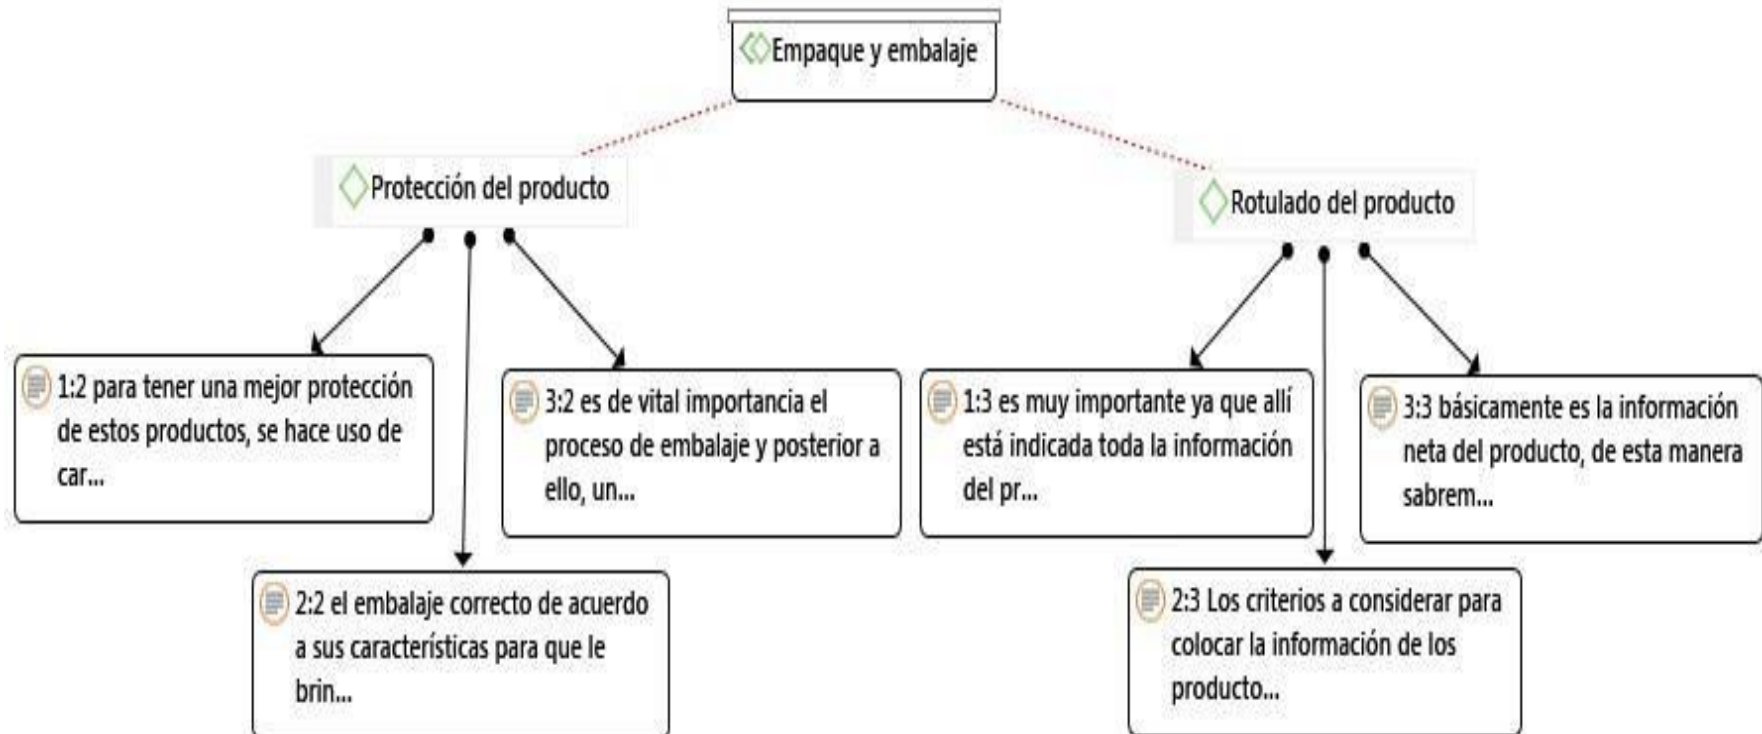 Empaque y embalaje
Protección del producto
Rotulado del producto
1:2 para tener una mejor protección
de estos productos, se hace uso de
car...
3:2 es de vital importancia el
proceso de embalaje y posterior a
ello, un...
1:3 es muy importante ya que allí
está indicada toda la información
del pr...
3:3 básicamente es la información
neta del producto, de esta manera
sabrem...
2:2 el embalaje correcto de acuerdo
a sus características para que le
brin...
2:3 Los criterios a considerar para
colocar la información de los
producto...